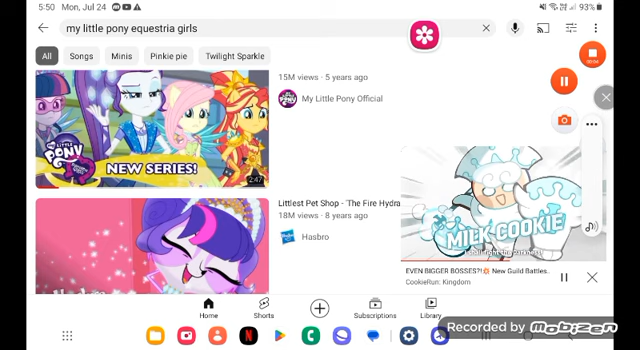 5:50 Mon, Jul 24
93%
my little pony equestria girls
All Songs Minis Pinkie pie Twilight Sparkle
15M views · 5 years ago
My Little Pony Official
MY LITTLE PONY
NEW SERIES!
2:47
Littlest Pet Shop - The Fire Hydra
18M views · 8 years ago
Hasbro
MILK COOKIE
EVEN BIGGER BOSSES?!💥 New Guild Battles.
CookieRun: Kingdom
Home Shorts Subscriptions Library
Recorded by Mobizen